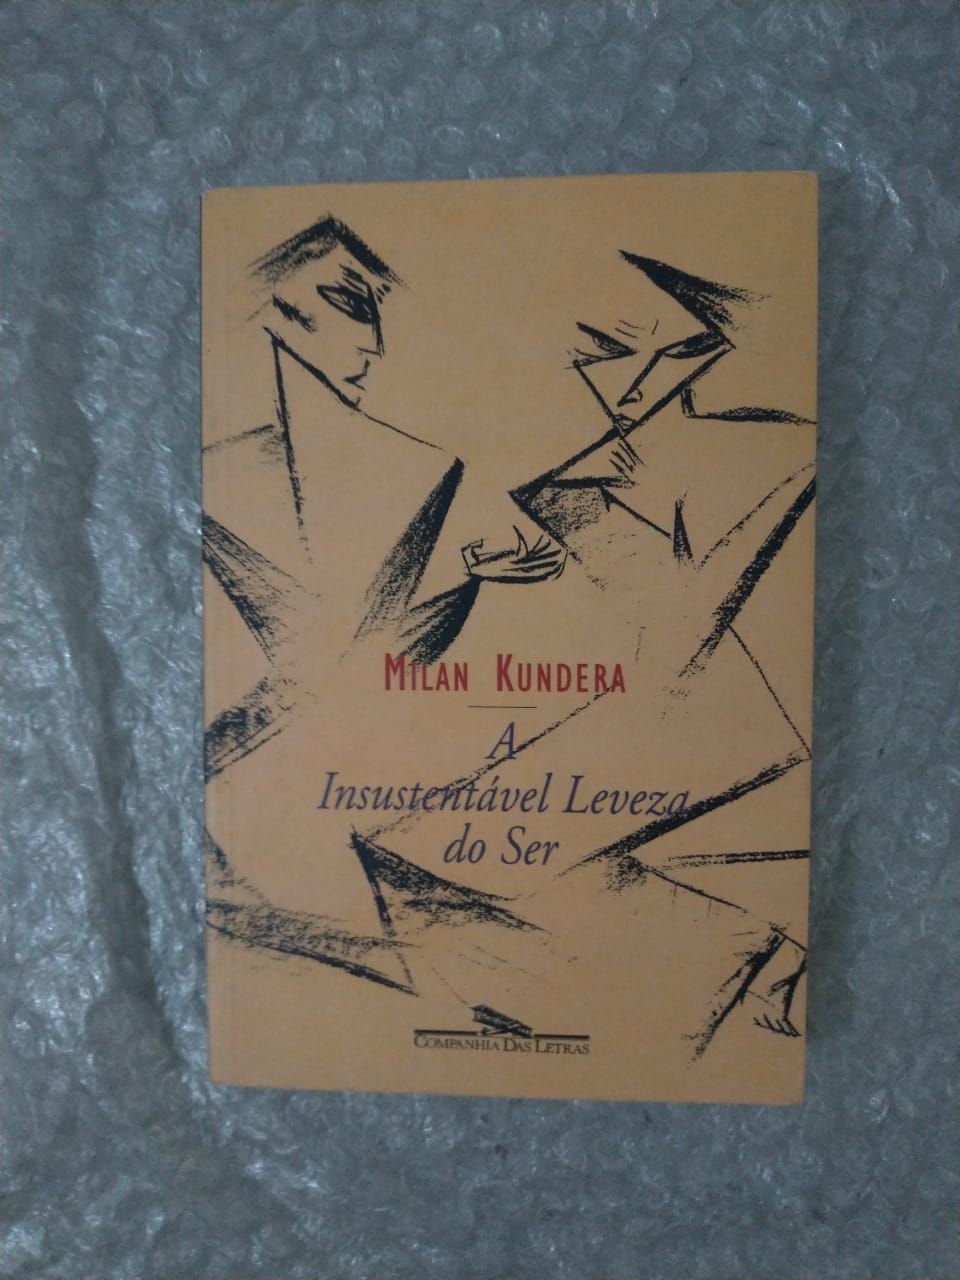 MILAN KUNDERA
A
Insustentável Leveza
do Ser
COMPANHIA DAS LETRAS